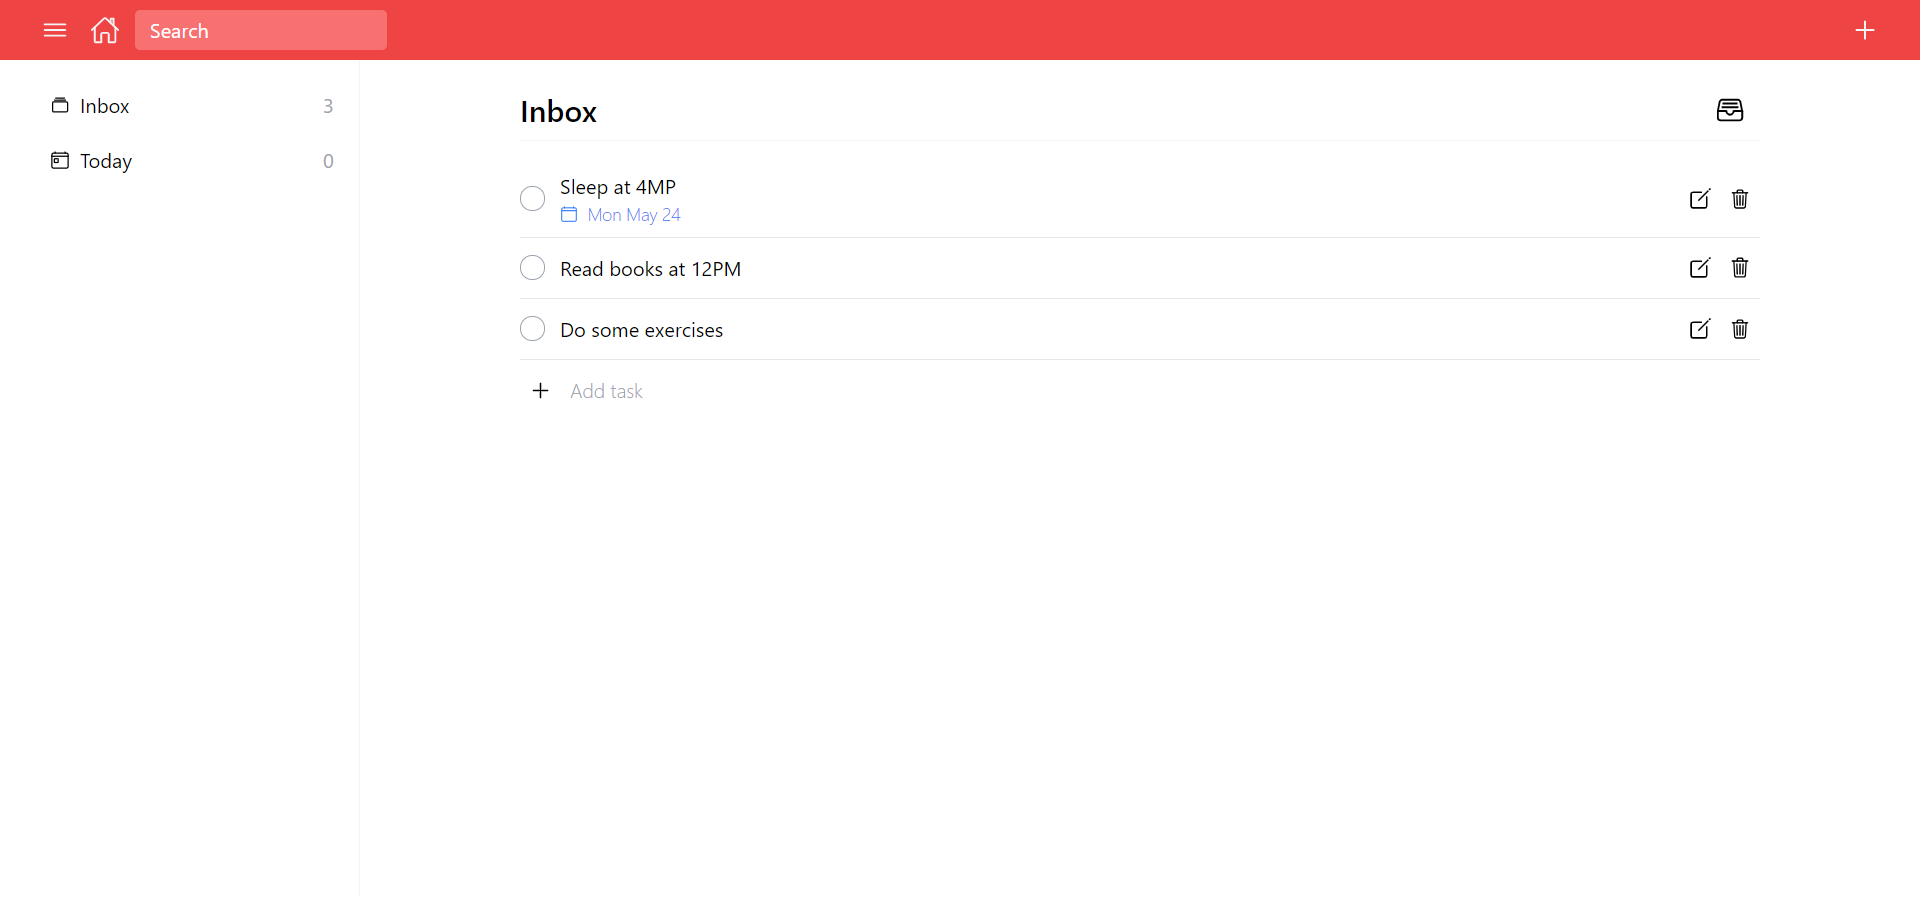 Search
Inbox 3
Today 0
Inbox
Sleep at 4MP
Mon May 24
Read books at 12PM
Do some exercises
Add task